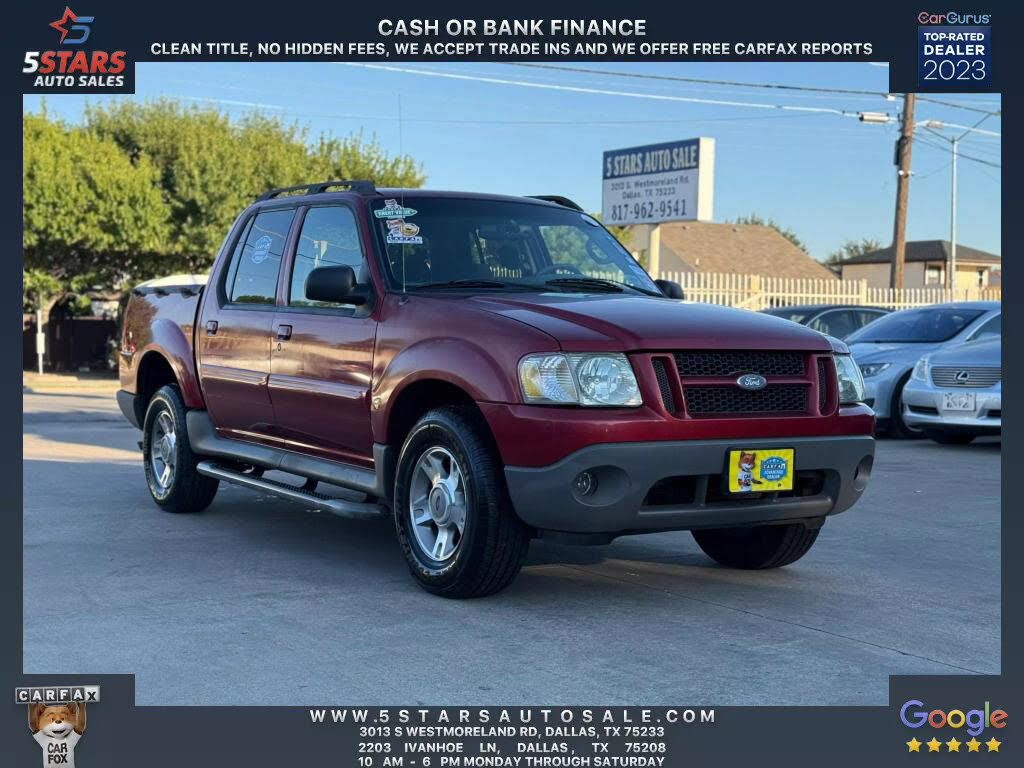 5STARS
AUTO SALES
CASH OR BANK FINANCE
CLEAN TITLE, NO HIDDEN FEES, WE ACCEPT TRADE INS AND WE OFFER FREE CARFAX REPORTS
CarGurus
TOP-RATED
DEALER
2023
5 STARS AUTO SALE
3013 S. Westmoreland Rd.
Dallas, TX 75233
817-962-9541
Ford
CARFAX
CARFAX
CAR
FOX
WWW.5STARSAUTOSALE.COM
3013 S WESTMORELAND RD, DALLAS, TX 75233
2203 IVANHOE LN, DALLAS, TX 75208
10 AM - 6 PM MONDAY THROUGH SATURDAY
Google